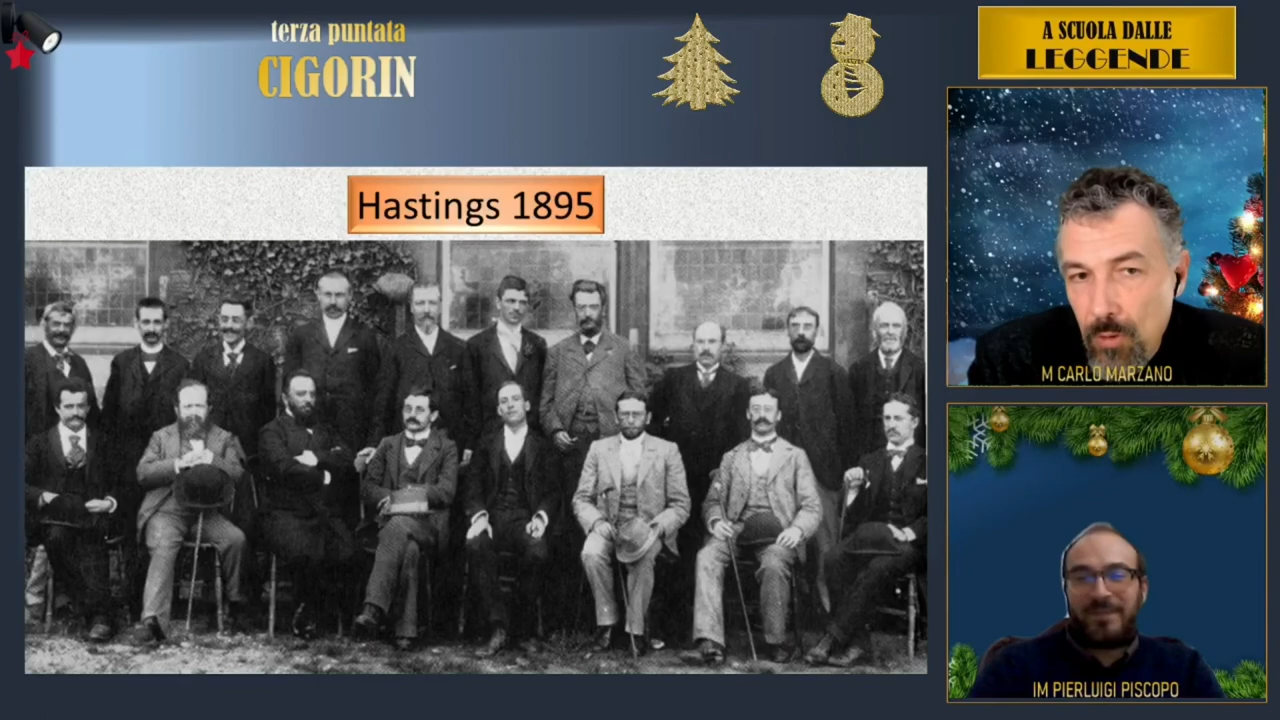 terza puntata
CIGORIN
A SCUOLA DALLE
LEGGENDE
Hastings 1895
M CARLO MARZANO
IM PIERLUIGI PISCOPO